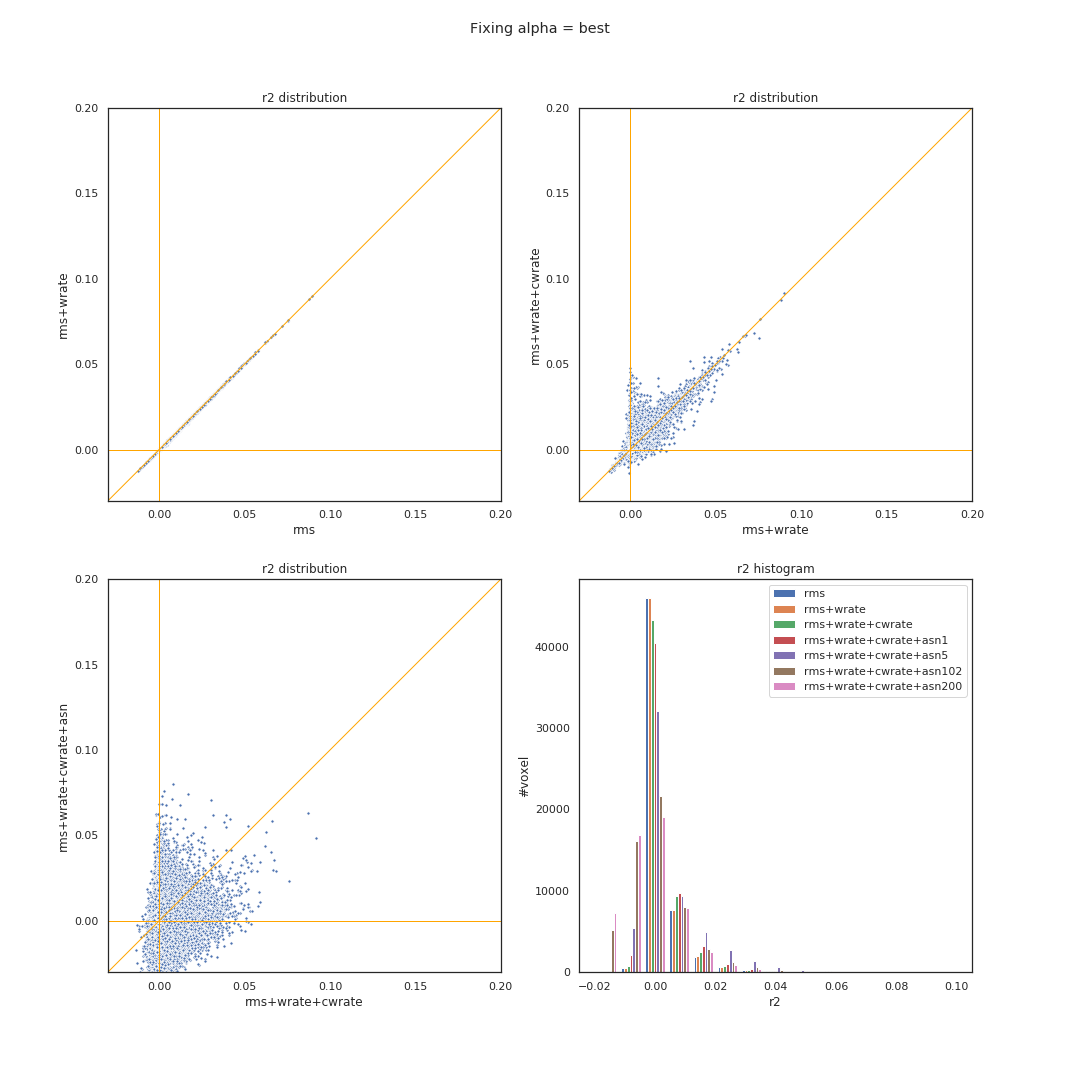 Fixing alpha = best
r2 distribution
0.20
0.15
0.10
0.05
0.00
rms+wrate
0.00 0.05 0.10 0.15 0.20
rms
r2 distribution
0.20
0.15
0.10
0.05
0.00
rms+wrate+cwrate
0.00 0.05 0.10 0.15 0.20
rms+wrate
r2 distribution
0.20
0.15
0.10
0.05
0.00
rms+wrate+cwrate+asn
0.00 0.05 0.10 0.15 0.20
rms+wrate+cwrate
r2 histogram
rms
rms+wrate
rms+wrate+cwrate
rms+wrate+cwrate+asn1
rms+wrate+cwrate+asn5
rms+wrate+cwrate+asn102
rms+wrate+cwrate+asn200
40000
30000
20000
10000
0
#voxel
−0.02 0.00 0.02 0.04 0.06 0.08 0.10
r2